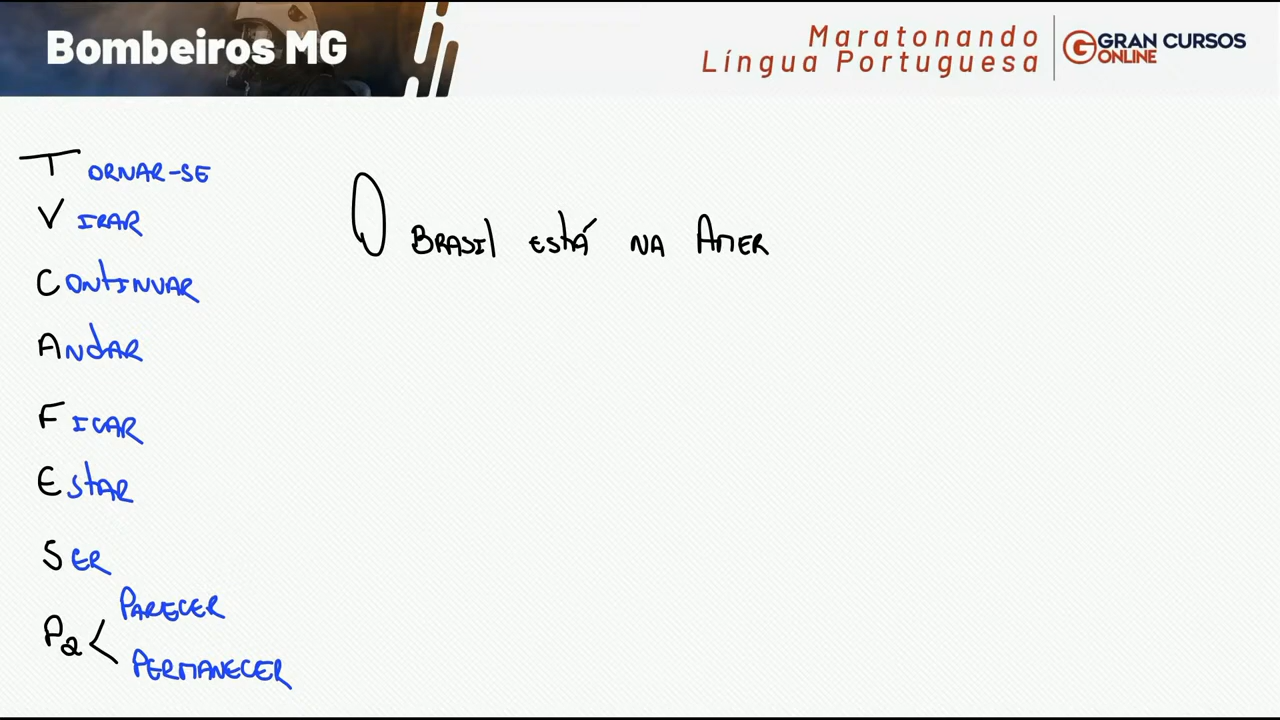 Bombeiros MG
Maratonando
Língua Portuguesa
GRAN CURSOS
ONLINE
TORNAR-SE
VIRAR
CONTINUAR
ANDAR
FICAR
ESTAR
SER
P2 < PARECER
PERMANECER
O BRASIL ESTÁ NA AMER